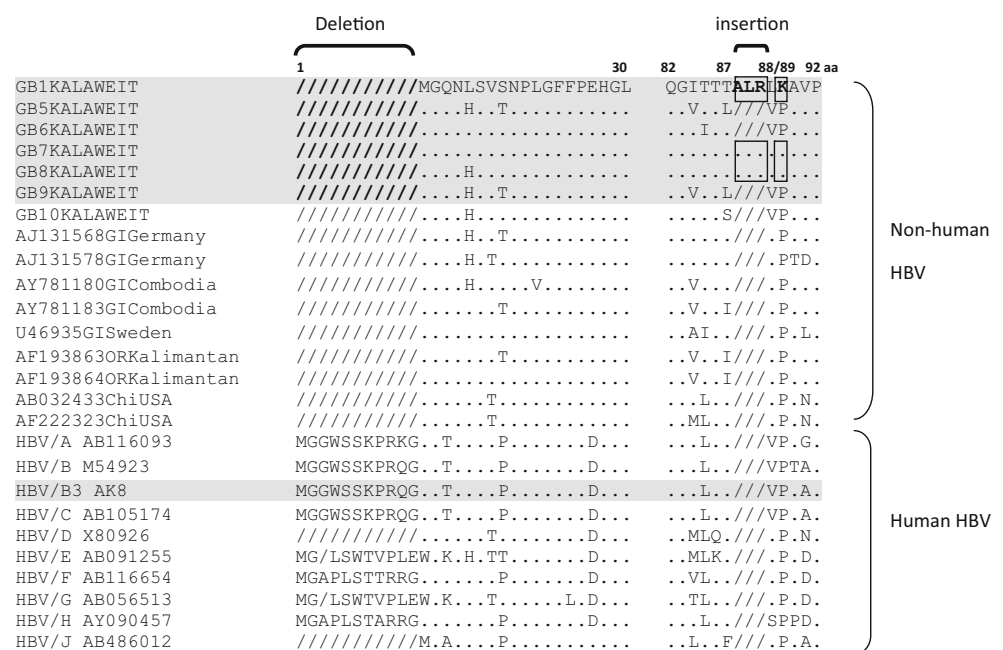 Deletion insertion
1 30 82 87 88/89 92 aa
GB1KALAWEIT ///////////MGQNLSVSNPLGFFPEHGL QGITTTALRLKAVP
GB5KALAWEIT ///////////....H..T........... ..V..L///VP...
GB6KALAWEIT ///////////................... ...I..///VP...
GB7KALAWEIT ///////////................... ..............
GB8KALAWEIT ///////////....H.............. ..............
GB9KALAWEIT ///////////....H..T........... ..V..L///VP...
GB10KALAWEIT ///////////....H.............. .....S///VP...
AJ131568GIGermany ///////////....H..T........... ......///.P...
AJ131578GIGermany ///////////....H.T............ ......///.PTD.
AY781180GICombodia ///////////....H.....V........ ..V...///.P...
AY781183GICombodia ///////////.......T........... ..V..I///.P...
U46935GISweden ///////////................... ..AI..///.P.L.
AF193863ORKalimantan ///////////.......T........... ..V..I///.P...
AF193864ORKalimantan ///////////................... ..V..I///.P...
AB032433ChiUSA ///////////......T............ ...L..///.P.N.
AF222323ChiUSA ///////////......T............ ..ML..///.P.N.
Non-human
HBV
HBV/A AB116093 MGGWSSKPRKG..T....P.......D... ...L..///VP.G.
HBV/B M54923 MGGWSSKPRQG..T....P.......D... ...L..///VPTA.
HBV/B3 AK8 MGGWSSKPRQG..T....P.......D... ...L..///VP.A.
HBV/C AB105174 MGGWSSKPRQG..T....P.......D... ...L..///VP.A.
HBV/D X80926 ///////////......T........D... ..MLQ.///.P.N.
HBV/E AB091255 MG/LSWTVPLEW.K.H.TT.......D... ..MLK.///.P.D.
HBV/F AB116654 MGAPLSTTRRG.......P.......D... ..VL..///.P.D.
HBV/G AB056513 MG/LSWTVPLEW.K...T.......L.D... ..TL..///.P.D.
HBV/H AY090457 MGAPLSTARRG.......P.......D... ...L..///SPPD.
HBV/J AB486012 ///////////M.A....P........... ..L..F///.P.A.
Human HBV